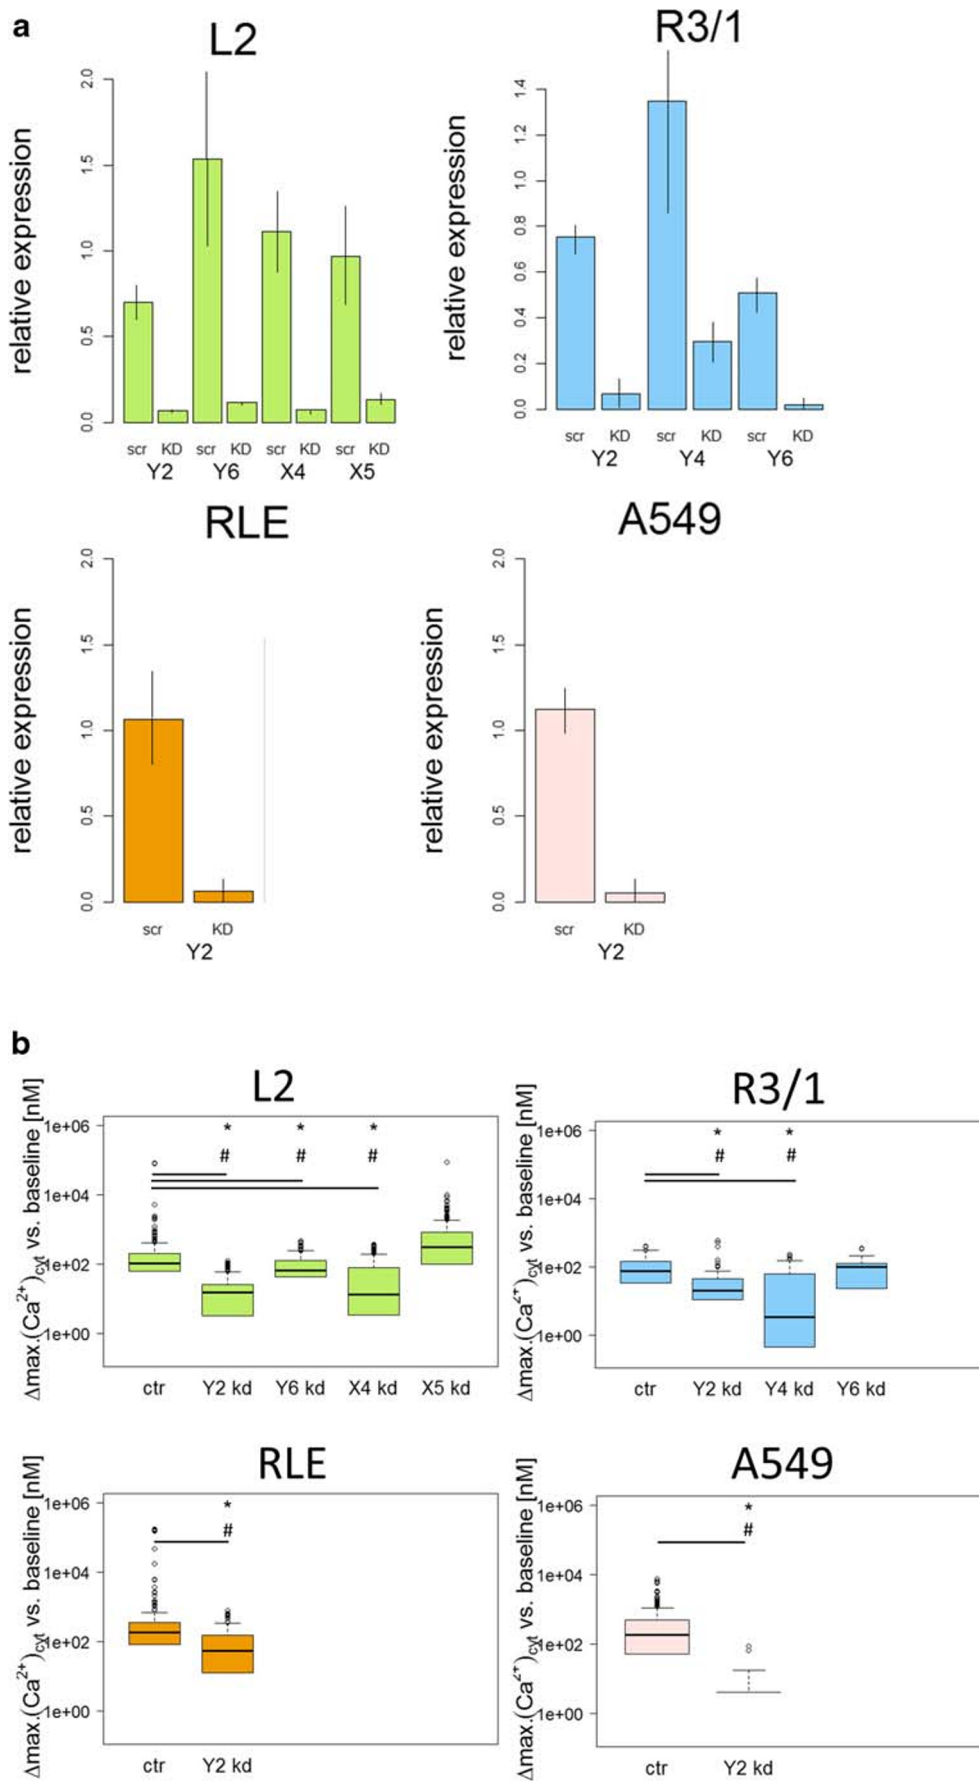 a
L2
R3/1
relative expression
2.0
1.5
1.0
0.5
0.0
scr KD scr KD scr KD scr KD
Y2 Y6 X4 X5
relative expression
1.4
1.2
1.0
0.8
0.6
0.4
0.2
0.0
scr KD scr KD scr KD
Y2 Y4 Y6
RLE
A549
relative expression
2.0
1.5
1.0
0.5
0.0
scr KD
Y2
relative expression
2.0
1.5
1.0
0.5
0.0
scr KD
Y2
b
L2
R3/1
Δmax.(Ca2+)cyt vs. baseline [nM]
1e+06
1e+04
1e+02
1e+00
* * *
# # #
ctr Y2 kd Y6 kd X4 kd X5 kd
Δmax.(Ca2+)cyt vs. baseline [nM]
1e+06
1e+04
1e+02
1e+00
* *
# #
ctr Y2 kd Y4 kd Y6 kd
RLE
A549
Δmax.(Ca2+)cyt vs. baseline [nM]
1e+06
1e+04
1e+02
1e+00
*
#
ctr Y2 kd
Δmax.(Ca2+)cyt vs. baseline [nM]
1e+06
1e+04
1e+02
1e+00
*
#
ctr Y2 kd